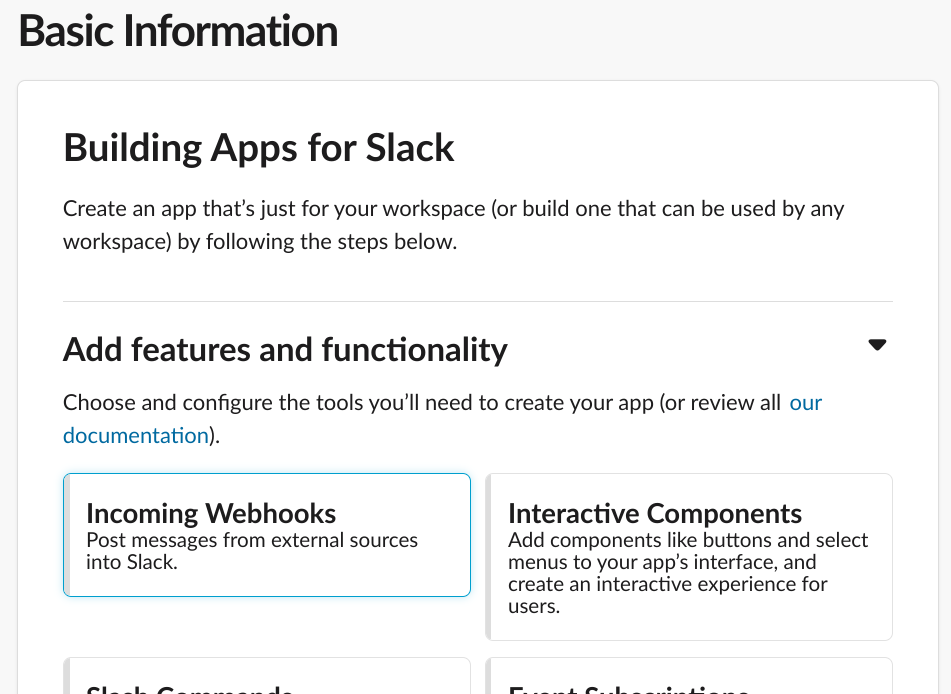 Basic Information
Building Apps for Slack
Create an app that’s just for your workspace (or build one that can be used by any
workspace) by following the steps below.
Add features and functionality
Choose and configure the tools you’ll need to create your app (or review all our
documentation).
Incoming Webhooks
Post messages from external sources
into Slack.
Interactive Components
Add components like buttons and select
menus to your app’s interface, and
create an interactive experience for
users.
Slash Commands
Event Subscriptions